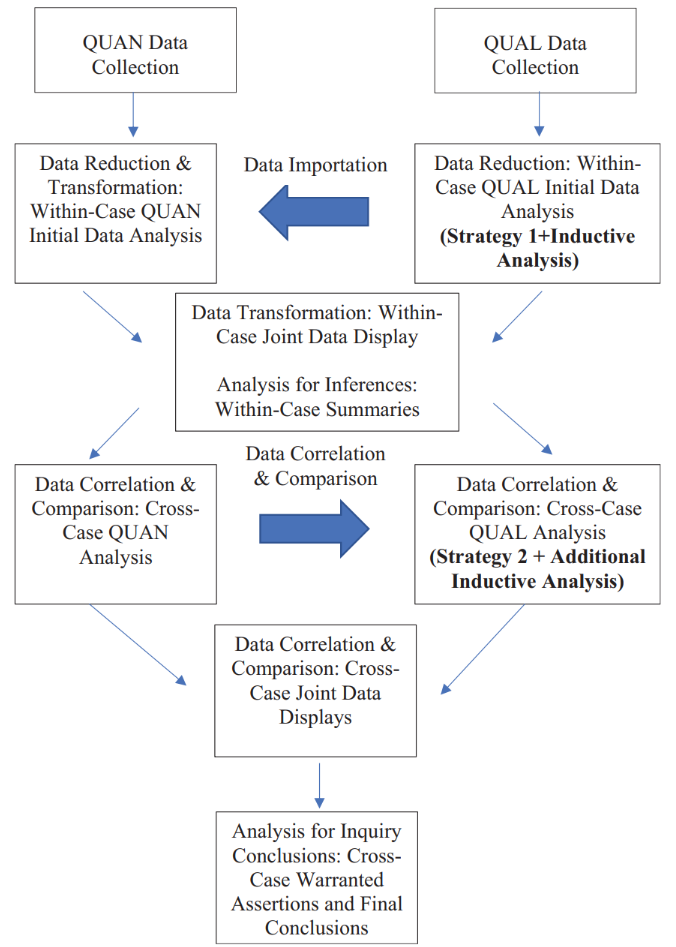 QUAN Data
Collection
QUAL Data
Collection
Data Reduction &
Transformation:
Within-Case QUAN
Initial Data Analysis
Data Importation
Data Reduction: Within-
Case QUAL Initial Data
Analysis
(Strategy 1+Inductive
Analysis)
Data Transformation: Within-
Case Joint Data Display
Analysis for Inferences:
Within-Case Summaries
Data Correlation &
Comparison: Cross-
Case QUAN
Analysis
Data Correlation
& Comparison
Data Correlation &
Comparison: Cross-Case
QUAL Analysis
(Strategy 2 + Additional
Inductive Analysis)
Data Correlation &
Comparison: Cross-
Case Joint Data
Displays
Analysis for Inquiry
Conclusions: Cross-
Case Warranted
Assertions and Final
Conclusions